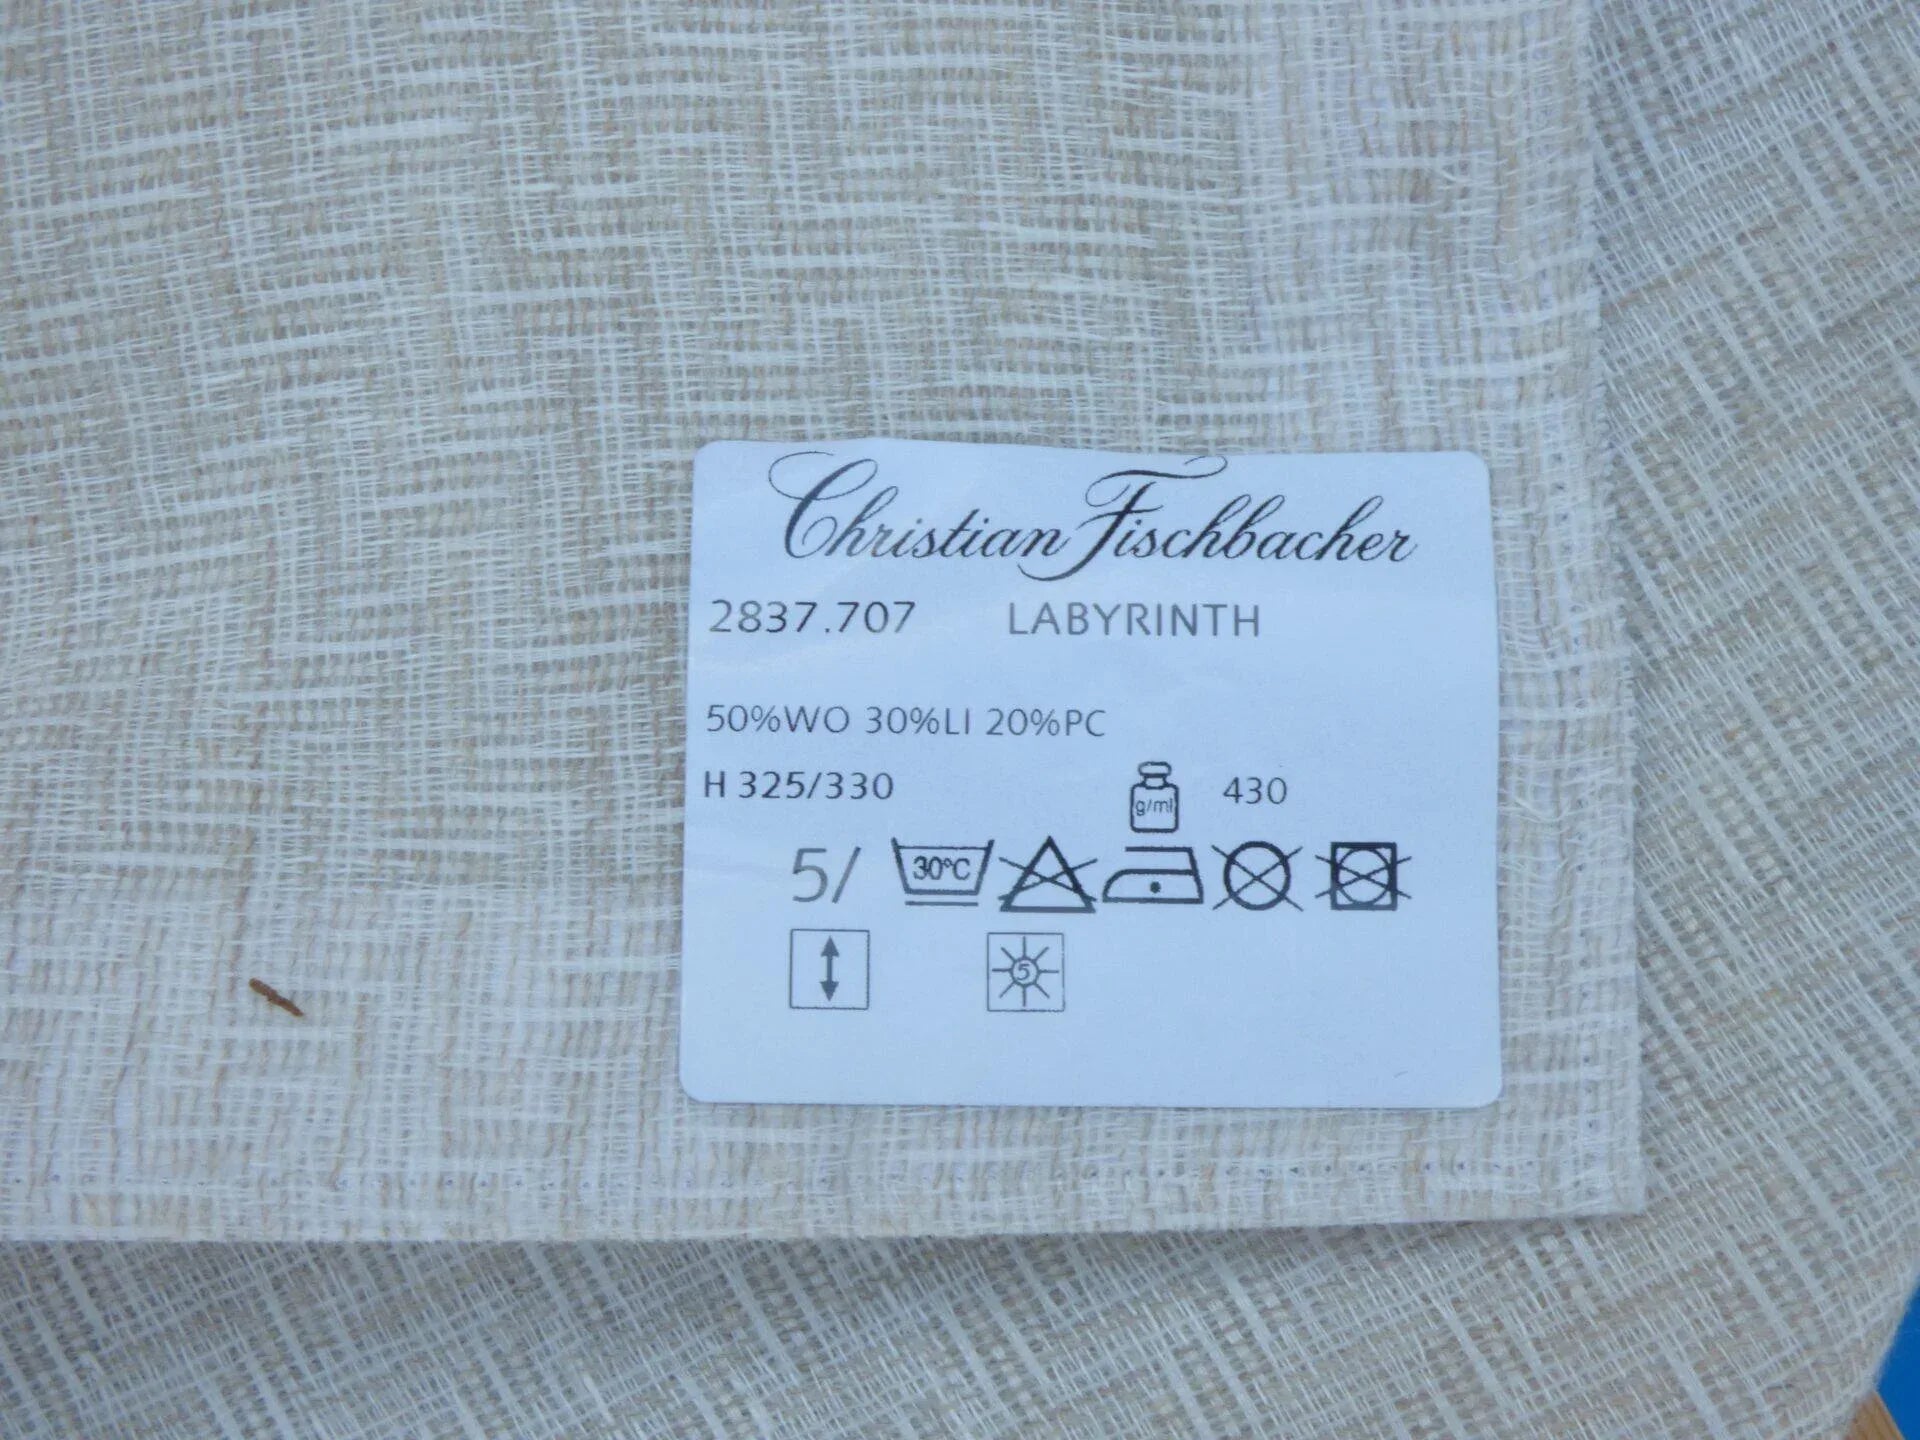 Christian Fischbacher
2837.707 LABYRINTH
50%WO 30%LI 20%PC
H 325/330 g/ml 430
5/ 30°C
5